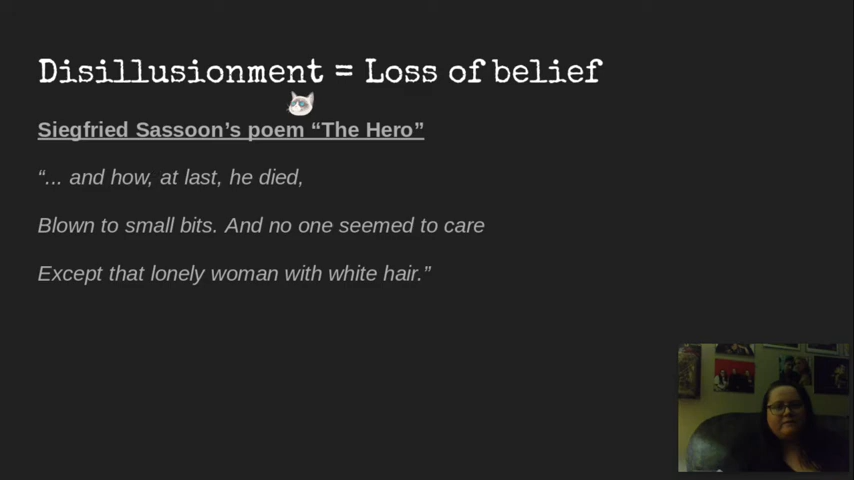 Disillusionment = Loss of belief
Siegfried Sassoon’s poem “The Hero”
“... and how, at last, he died,
Blown to small bits. And no one seemed to care
Except that lonely woman with white hair.”